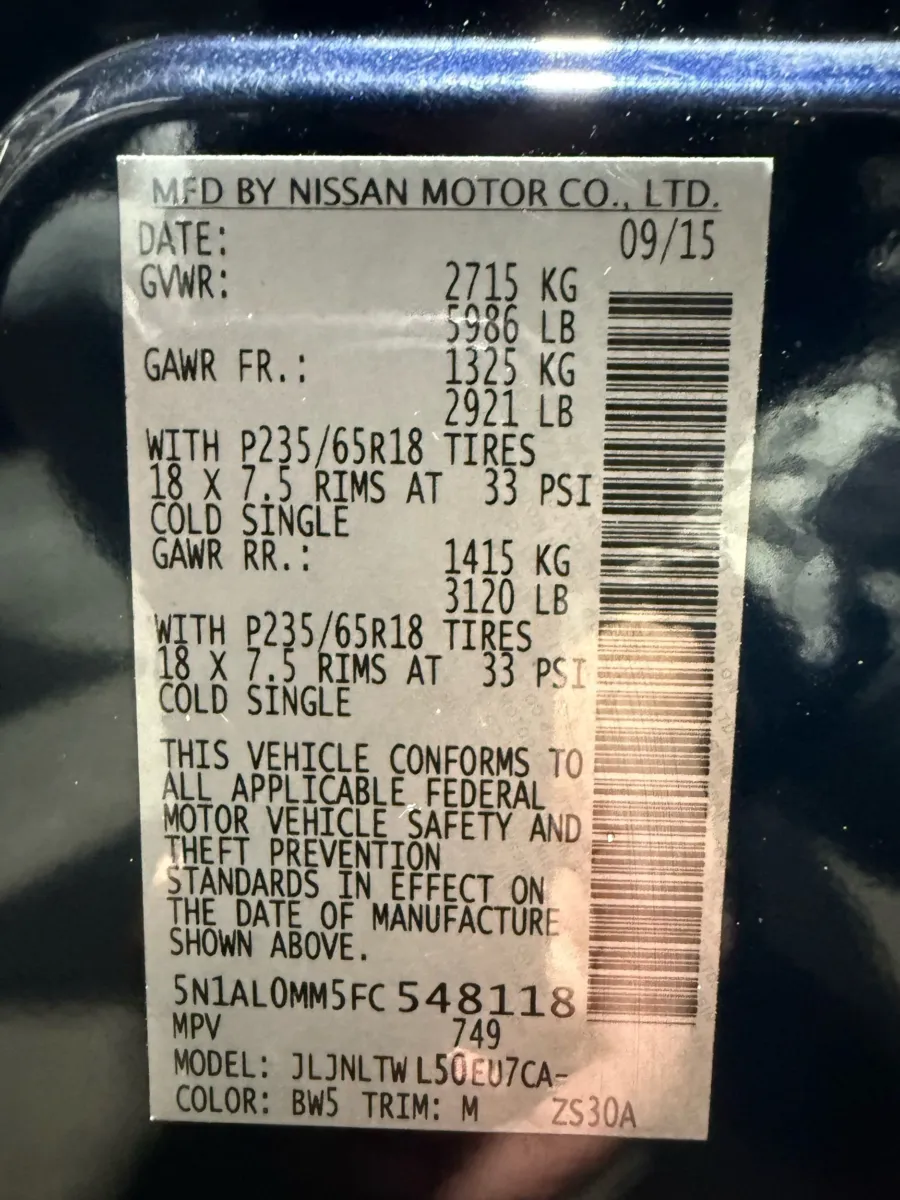 MFD BY NISSAN MOTOR CO., LTD.
DATE: 09/15
GVWR: 2715 KG
5986 LB
GAWR FR.: 1325 KG
2921 LB
WITH P235/65R18 TIRES
18 X 7.5 RIMS AT 33 PSI
COLD SINGLE
GAWR RR.: 1415 KG
3120 LB
WITH P235/65R18 TIRES
18 X 7.5 RIMS AT 33 PSI
COLD SINGLE
THIS VEHICLE CONFORMS TO
ALL APPLICABLE FEDERAL
MOTOR VEHICLE SAFETY AND
THEFT PREVENTION
STANDARDS IN EFFECT ON
THE DATE OF MANUFACTURE
SHOWN ABOVE.
5N1AL0MM5FC 548118
MPV 749
MODEL: JLJNLTW L50EU7CA-
COLOR: BW5 TRIM: M ZS30A